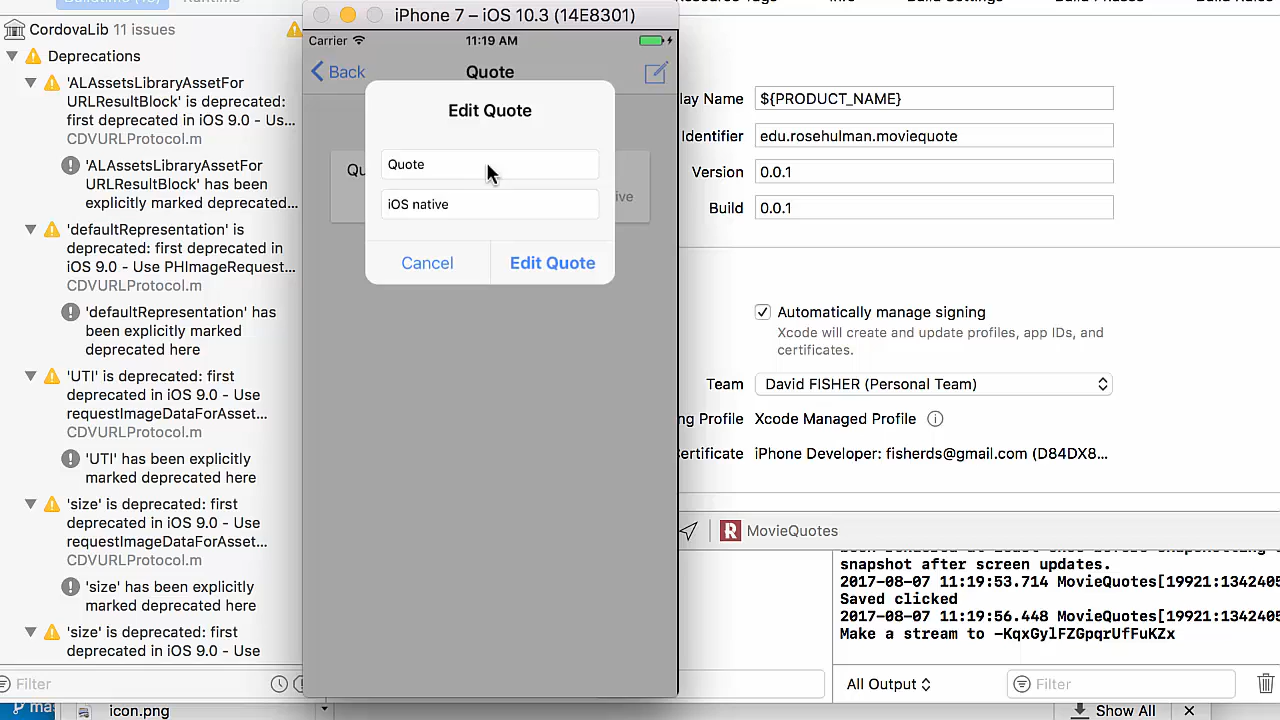 CordovaLib 11 issues
Deprecations
'ALAssetsLibraryAssetFor
URLResultBlock' is deprecated:
first deprecated in iOS 9.0 - Us...
CDVURLProtocol.m
'ALAssetsLibraryAssetFor
URLResultBlock' has been
explicitly marked deprecated...
'defaultRepresentation' is
deprecated: first deprecated in
iOS 9.0 - Use PHImageRequest...
CDVURLProtocol.m
'defaultRepresentation' has
been explicitly marked
deprecated here
'UTI' is deprecated: first
deprecated in iOS 9.0 - Use
requestImageDataForAsset...
CDVURLProtocol.m
'UTI' has been explicitly
marked deprecated here
'size' is deprecated: first
deprecated in iOS 9.0 - Use
requestImageDataForAsset...
CDVURLProtocol.m
'size' has been explicitly
marked deprecated here
'size' is deprecated: first
deprecated in iOS 9.0 - Use
Filter
mas
icon.png
iPhone 7 – iOS 10.3 (14E8301)
Carrier 11:19 AM
Back Quote
Edit Quote
Quote
iOS native
Cancel Edit Quote
Qu
ive
lay Name ${PRODUCT_NAME}
Identifier edu.rosehulman.moviequote
Version 0.0.1
Build 0.0.1
Automatically manage signing
Xcode will create and update profiles, app IDs, and
certificates.
Team David FISHER (Personal Team)
ng Profile Xcode Managed Profile
Certificate iPhone Developer: fisherds@gmail.com (D84DX8...
MovieQuotes
snapshot after screen updates.
2017-08-07 11:19:53.714 MovieQuotes[19921:1342405
Saved clicked
2017-08-07 11:19:56.448 MovieQuotes[19921:1342405
Make a stream to -KqxGylFZGpqrUfFuKZx
All Output Filter
Show All